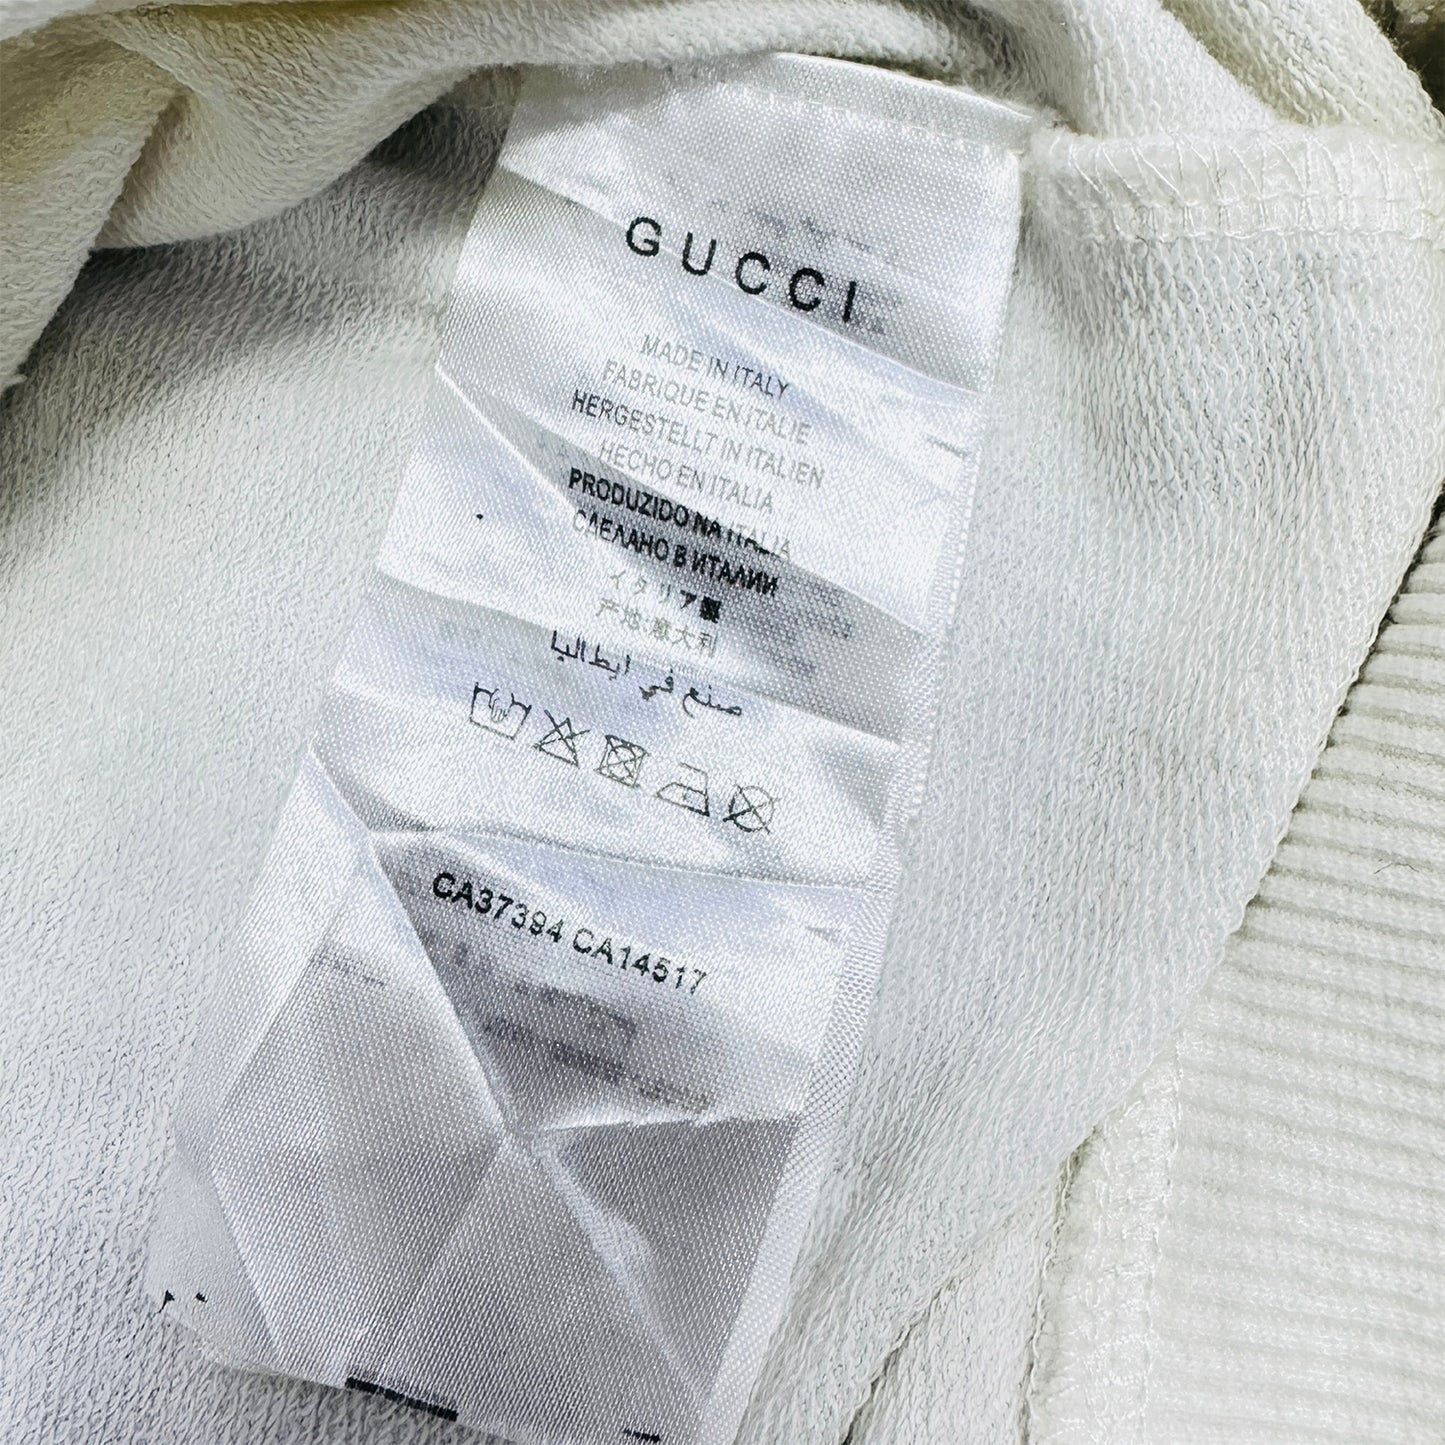 GUCCI
MADE IN ITALY
FABRIQUE EN ITALIE
HERGESTELLT IN ITALIEN
HECHO EN ITALIA
PRODUZIDO NA ITALIA
СДЕЛАНО В ИТАЛИИ
イタリア製
产地:意大利
صنع في ايطاليا
CA37394 CA14517